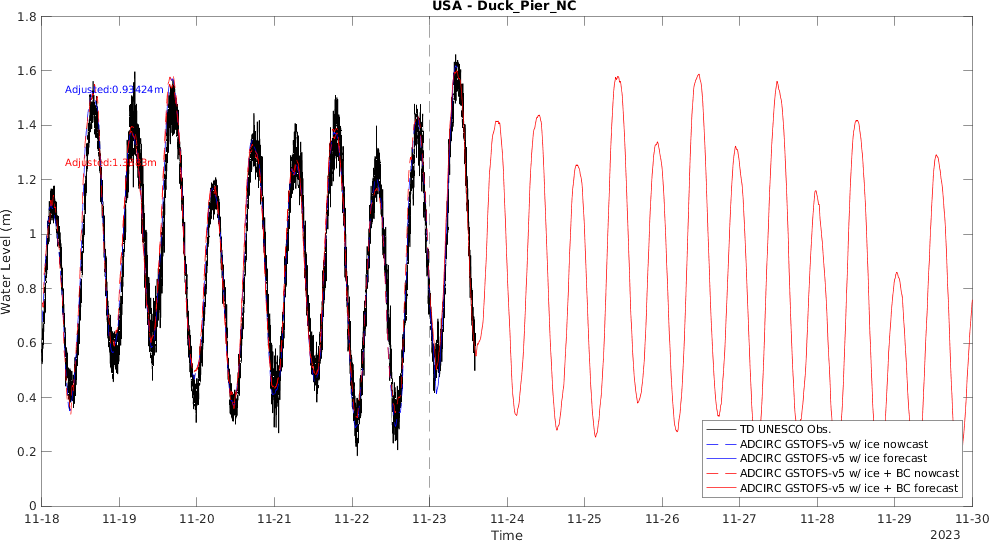 USA - Duck_Pier_NC
1.8
1.6
Adjusted:0.93424m
1.4
1.2
1
0.8
0.6
0.4
0.2
0
Water Level (m)
TD UNESCO Obs.
ADCIRC GSTOFS-v5 w/ ice nowcast
ADCIRC GSTOFS-v5 w/ ice forecast
ADCIRC GSTOFS-v5 w/ ice + BC nowcast
ADCIRC GSTOFS-v5 w/ ice + BC forecast
11-18 11-19 11-20 11-21 11-22 11-23 11-24 11-25 11-26 11-27 11-28 11-29 11-30
Time
2023